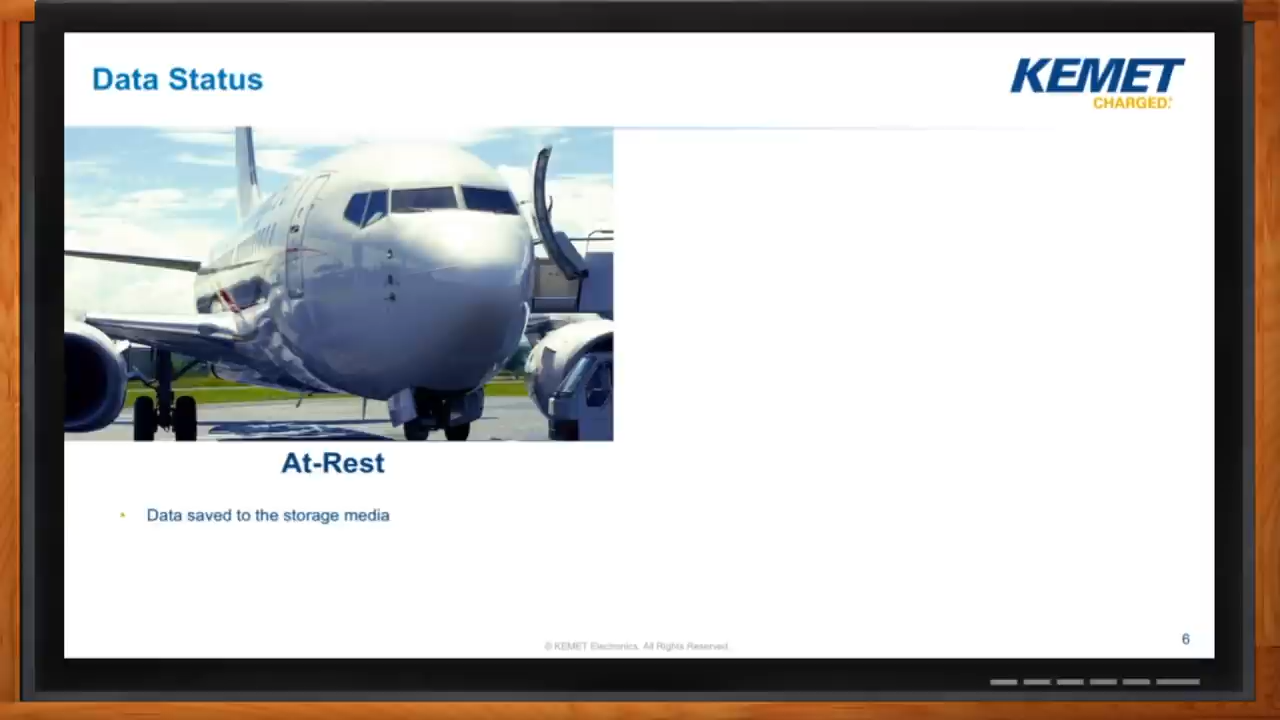 Data Status
KEMET
CHARGED.
At-Rest
• Data saved to the storage media
© KEMET Electronics. All Rights Reserved.
6